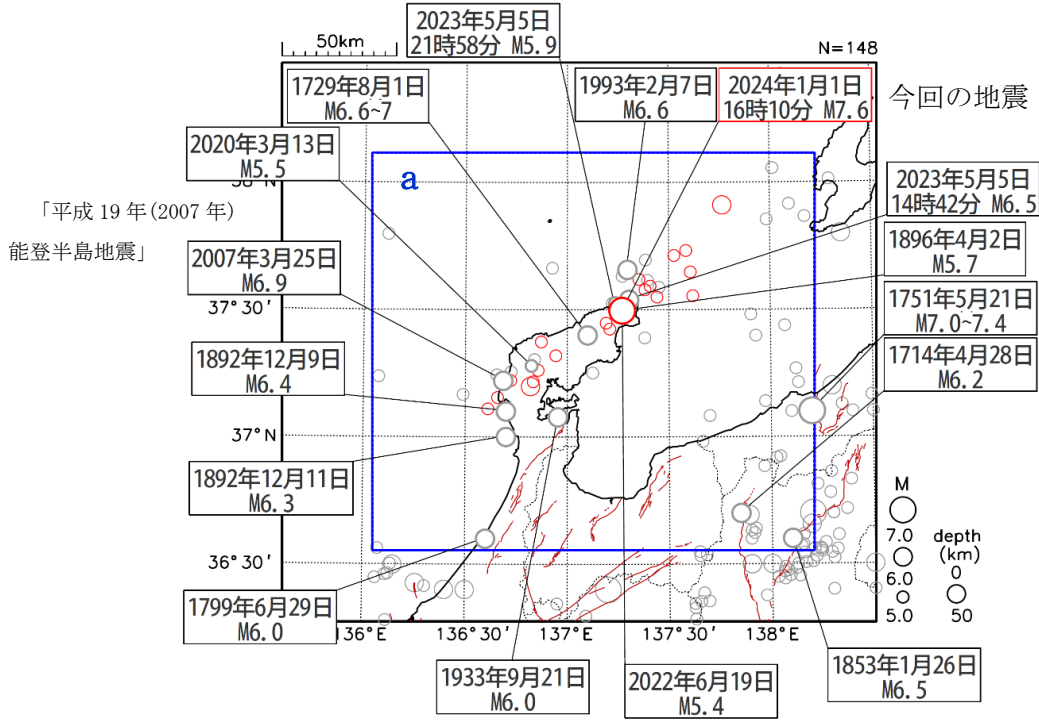 2023年5月5日
21時58分 M5.9
50km
N=148
1729年8月1日
M6.6~7
1993年2月7日
M6.6
2024年1月1日
16時10分 M7.6
今回の地震
2020年3月13日
M5.5
a
38°N
2023年5月5日
14時42分 M6.5
「平成 19 年(2007 年)
能登半島地震」
2007年3月25日
M6.9
1896年4月2日
M5.7
37°30′
1751年5月21日
M7.0~7.4
1892年12月9日
M6.4
1714年4月28日
M6.2
37°N
1892年12月11日
M6.3
M
7.0
6.0
5.0
depth
(km)
0
50
36°30′
1799年6月29日
M6.0
136°E
136°30′
137°E
137°30′
138°E
1933年9月21日
M6.0
2022年6月19日
M5.4
1853年1月26日
M6.5